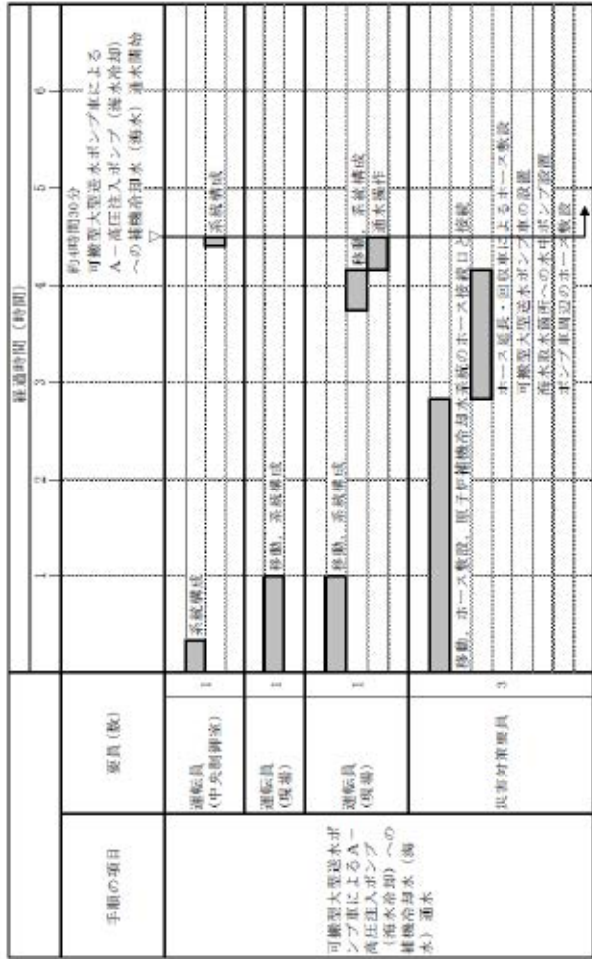 経過時間（時間）
手順の項目
要員（数）
1
2
3
4
5
6
約4時間30分
可搬型大型送水ポンプ車による
A－高圧注入ポンプ（海水冷却）
への補機冷却水（海水）通水開始
▽
可搬型大型送水ポ
ンプ車によるA－
高圧注入ポンプ
（海水冷却）への
補機冷却水（海
水）通水
運転員
（中央制御室）
1
系統構成
系統構成
運転員
（現場）
1
移動、系統構成
運転員
（現場）
1
移動、系統構成
移動、系統構成
通水操作
災害対策要員
3
移動、ホース敷設、原子炉補機冷却水系統のホース接続口と接続
ホース延長・回収車によるホース敷設
可搬型大型送水ポンプ車の設置
海水取水箇所への水中ポンプ設置
ポンプ車周辺のホース敷設